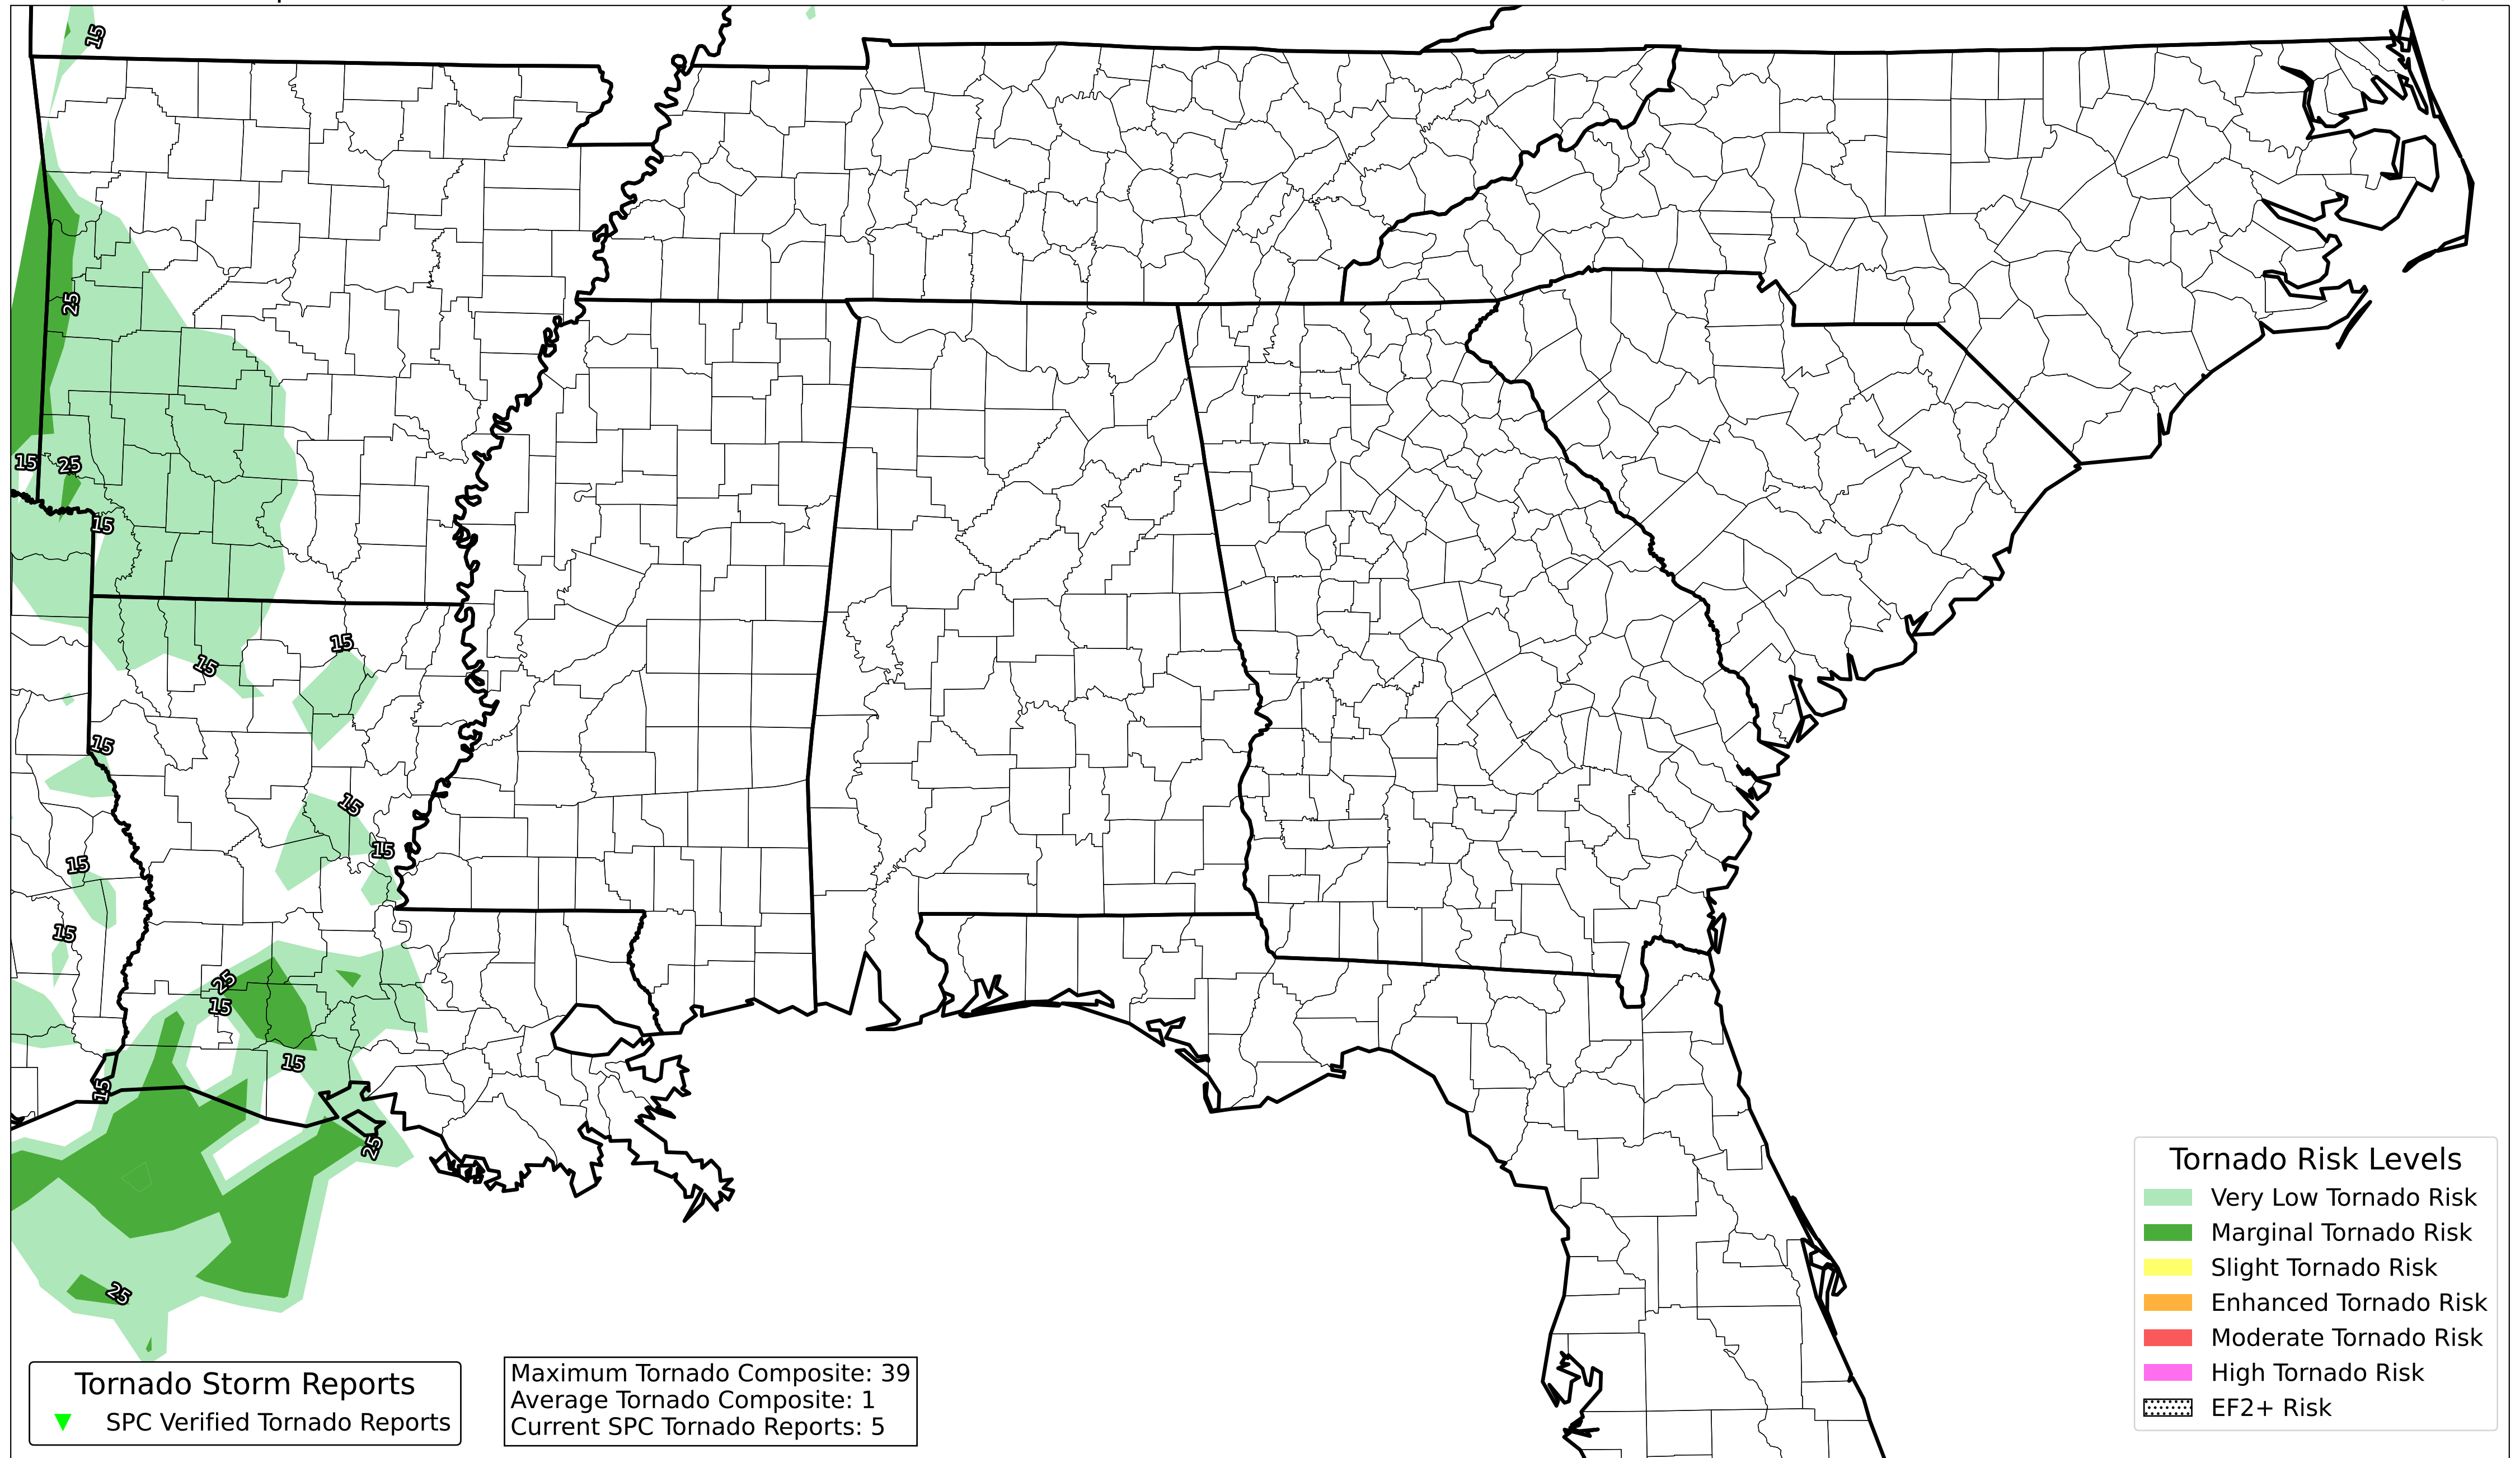 15
25
15
25
15
15
15
15
15
15
15
15
25
15
15
15
25
25
Tornado Risk Levels
Very Low Tornado Risk
Marginal Tornado Risk
Slight Tornado Risk
Enhanced Tornado Risk
Moderate Tornado Risk
High Tornado Risk
EF2+ Risk
Tornado Storm Reports
SPC Verified Tornado Reports
Maximum Tornado Composite: 39
Average Tornado Composite: 1
Current SPC Tornado Reports: 5